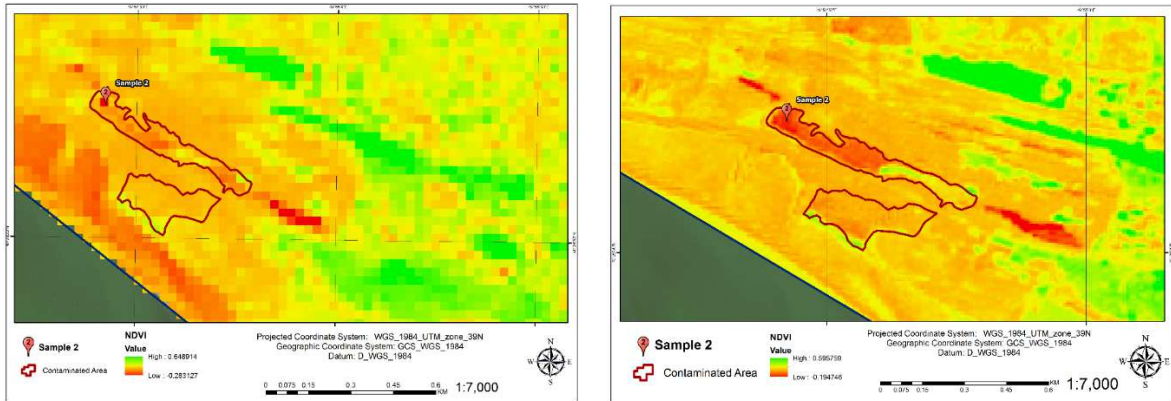 Sample 2
Sample 2
Contaminated Area
NDVI
Value
High : 0.648914
Low : -0.283127
Projected Coordinate System: WGS_1984_UTM_zone_39N
Geographic Coordinate System: GCS_WGS_1984
Datum: D_WGS_1984
N
W E
S
0 0.075 0.15 0.3 0.45 0.6
KM
1:7,000
Sample 2
Sample 2
Contaminated Area
NDVI
Value
High : 0.595759
Low : -0.194746
Projected Coordinate System: WGS_1984_UTM_zone_39N
Geographic Coordinate System: GCS_WGS_1984
Datum: D_WGS_1984
N
W E
S
0 0.075 0.15 0.3 0.45 0.6
KM
1:7,000